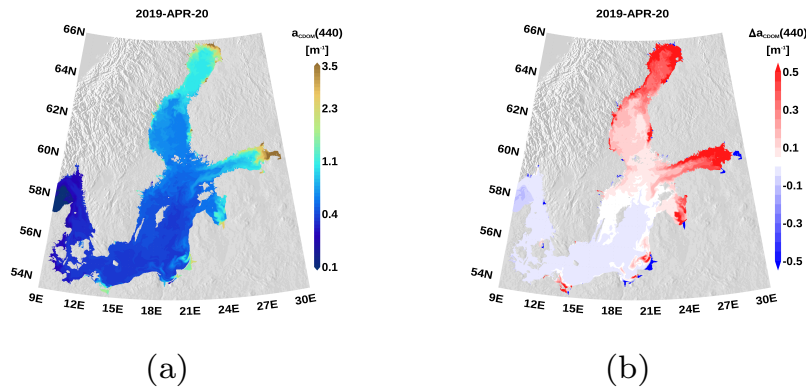 2019-APR-20
66N
64N
62N
60N
58N
56N
54N
9E 12E 15E 18E 21E 24E 27E 30E
aCDOM(440)
[m⁻¹]
3.5
2.3
1.1
0.4
0.1
(a)
2019-APR-20
66N
64N
62N
60N
58N
56N
54N
9E 12E 15E 18E 21E 24E 27E 30E
ΔaCDOM(440)
[m⁻¹]
0.5
0.3
0.1
-0.1
-0.3
-0.5
(b)